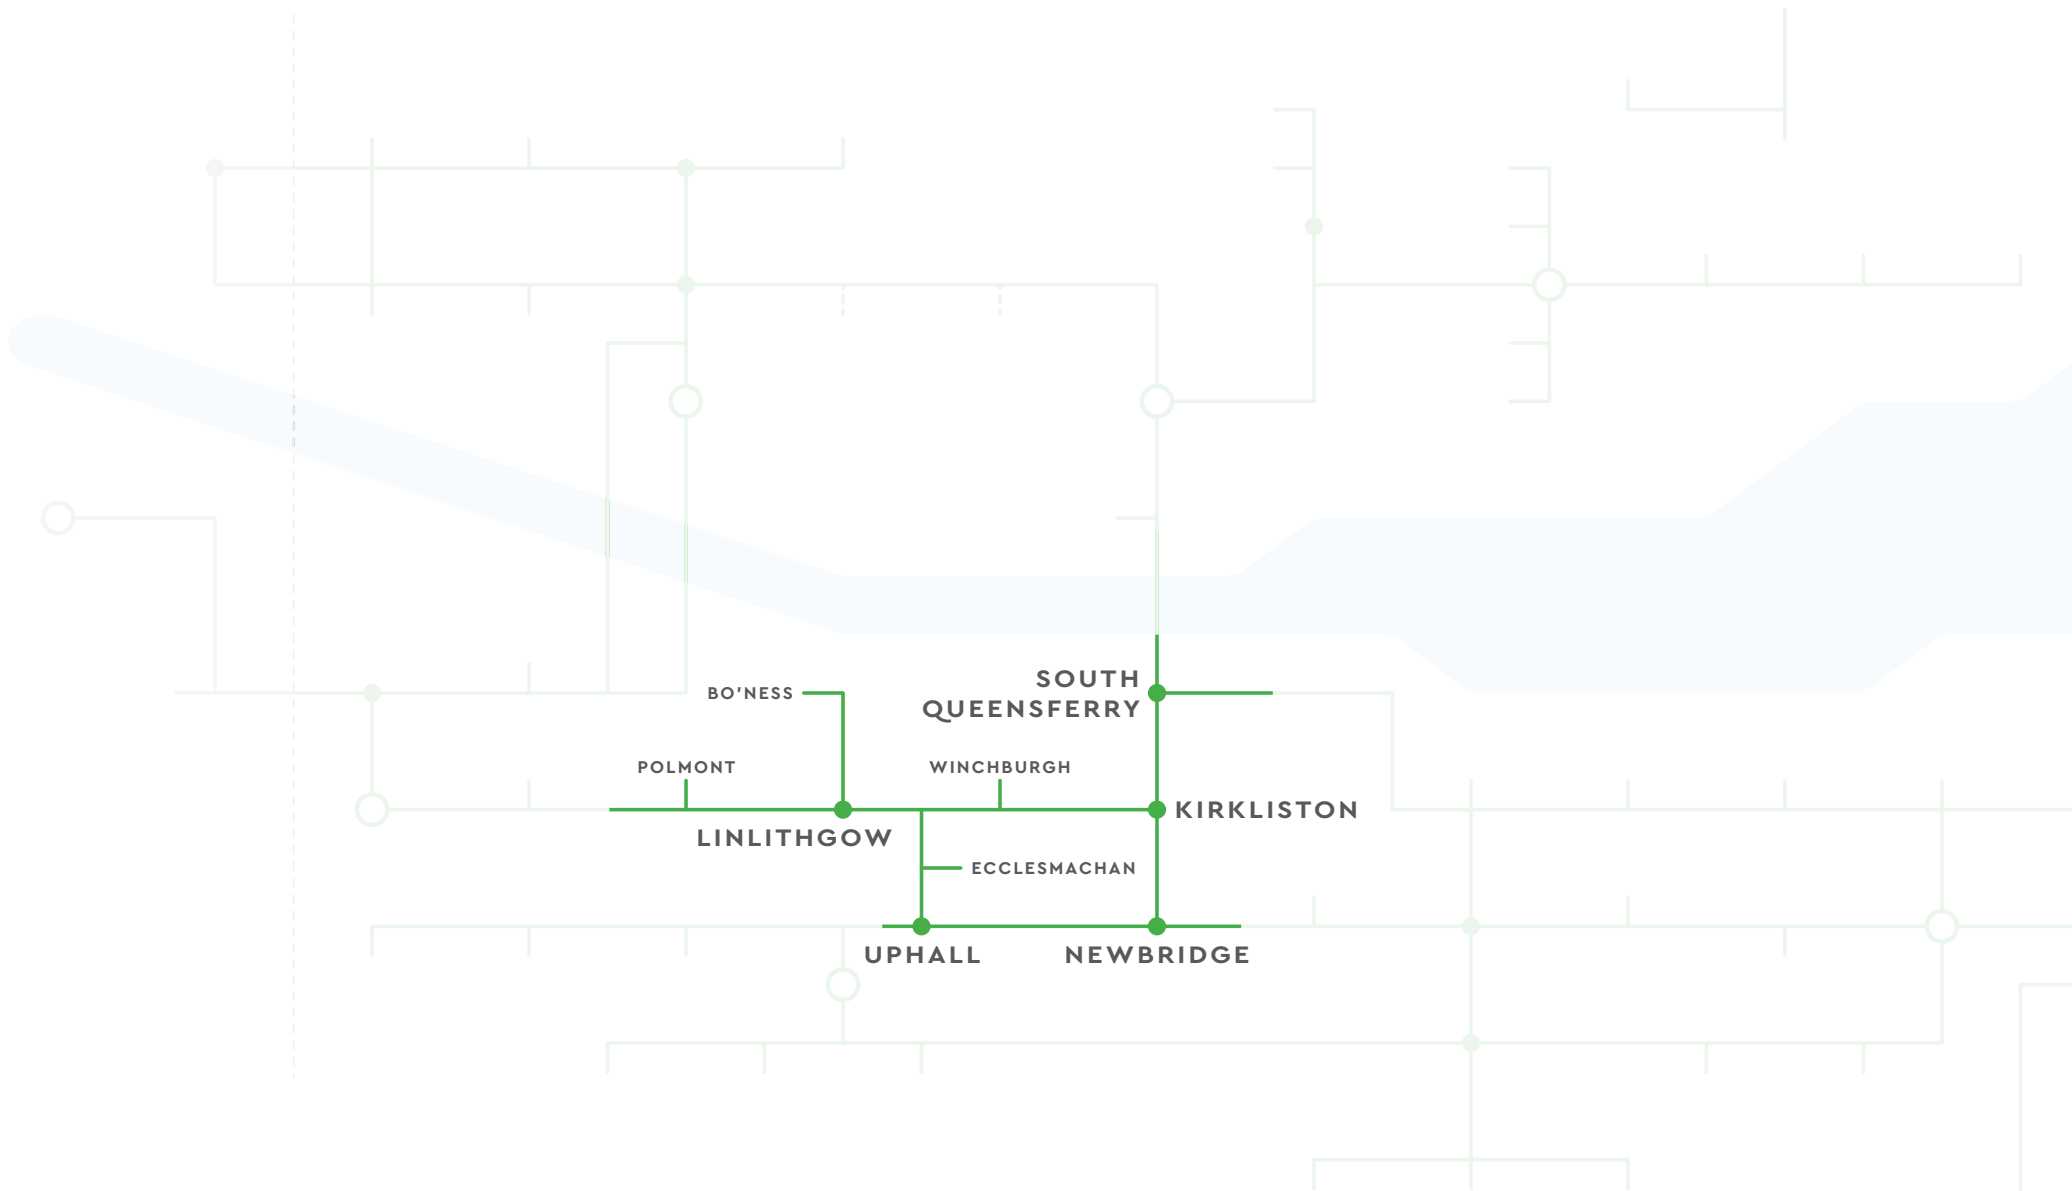 SOUTH
QUEENSFERRY
BO'NESS
POLMONT
WINCHBURGH
KIRKLISTON
LINLITHGOW
ECCLESMACHAN
UPHALL
NEWBRIDGE